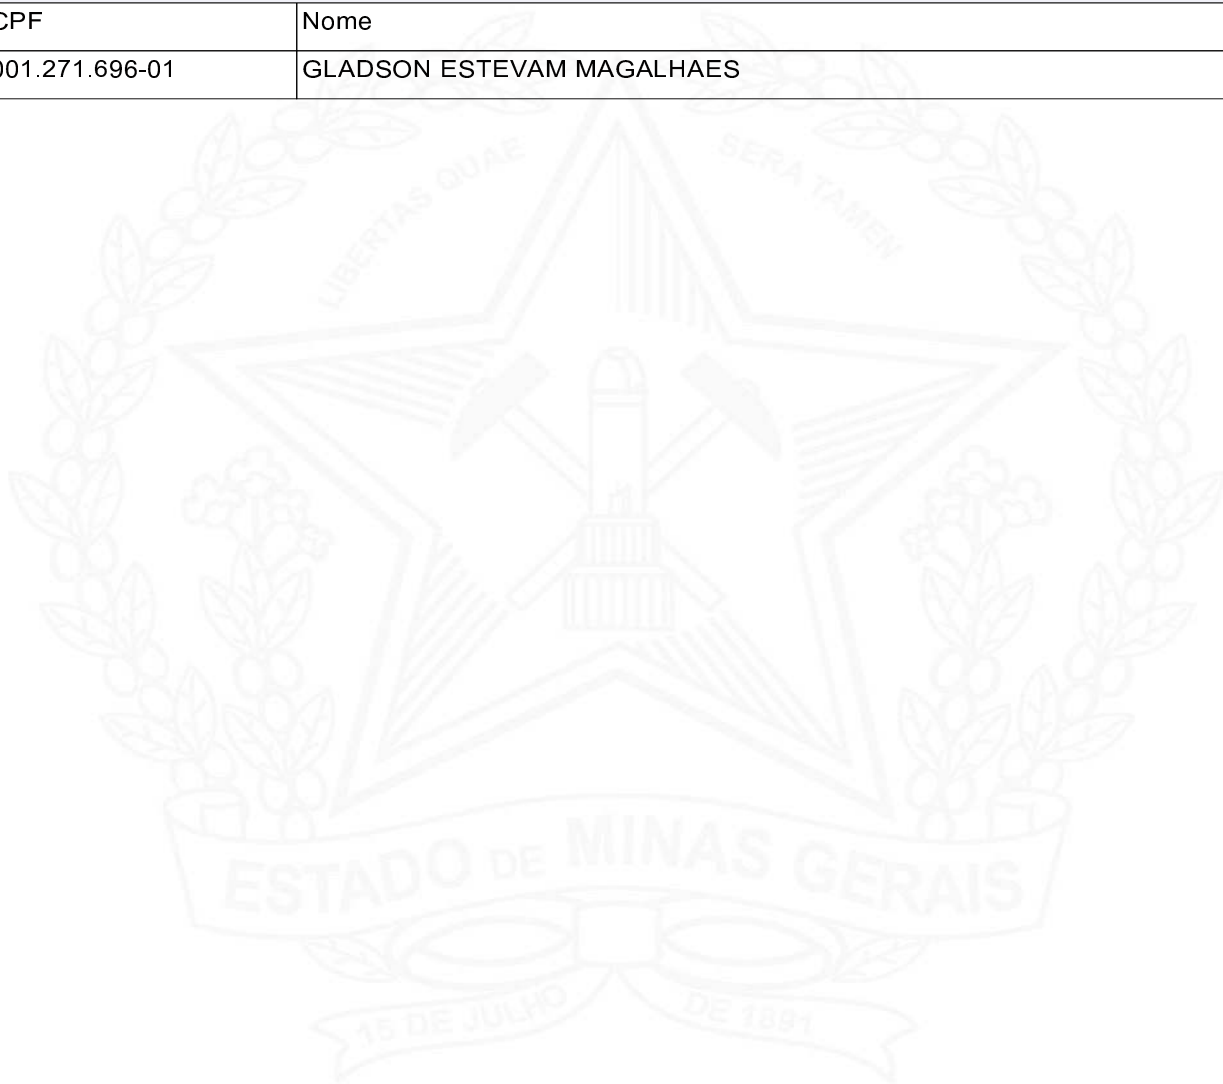 CPF Nome
001.271.696-01 GLADSON ESTEVAM MAGALHAES
LIBERTAS QUAE SERA TAMEN
ESTADO DE MINAS GERAIS
15 DE JULHO DE 1891